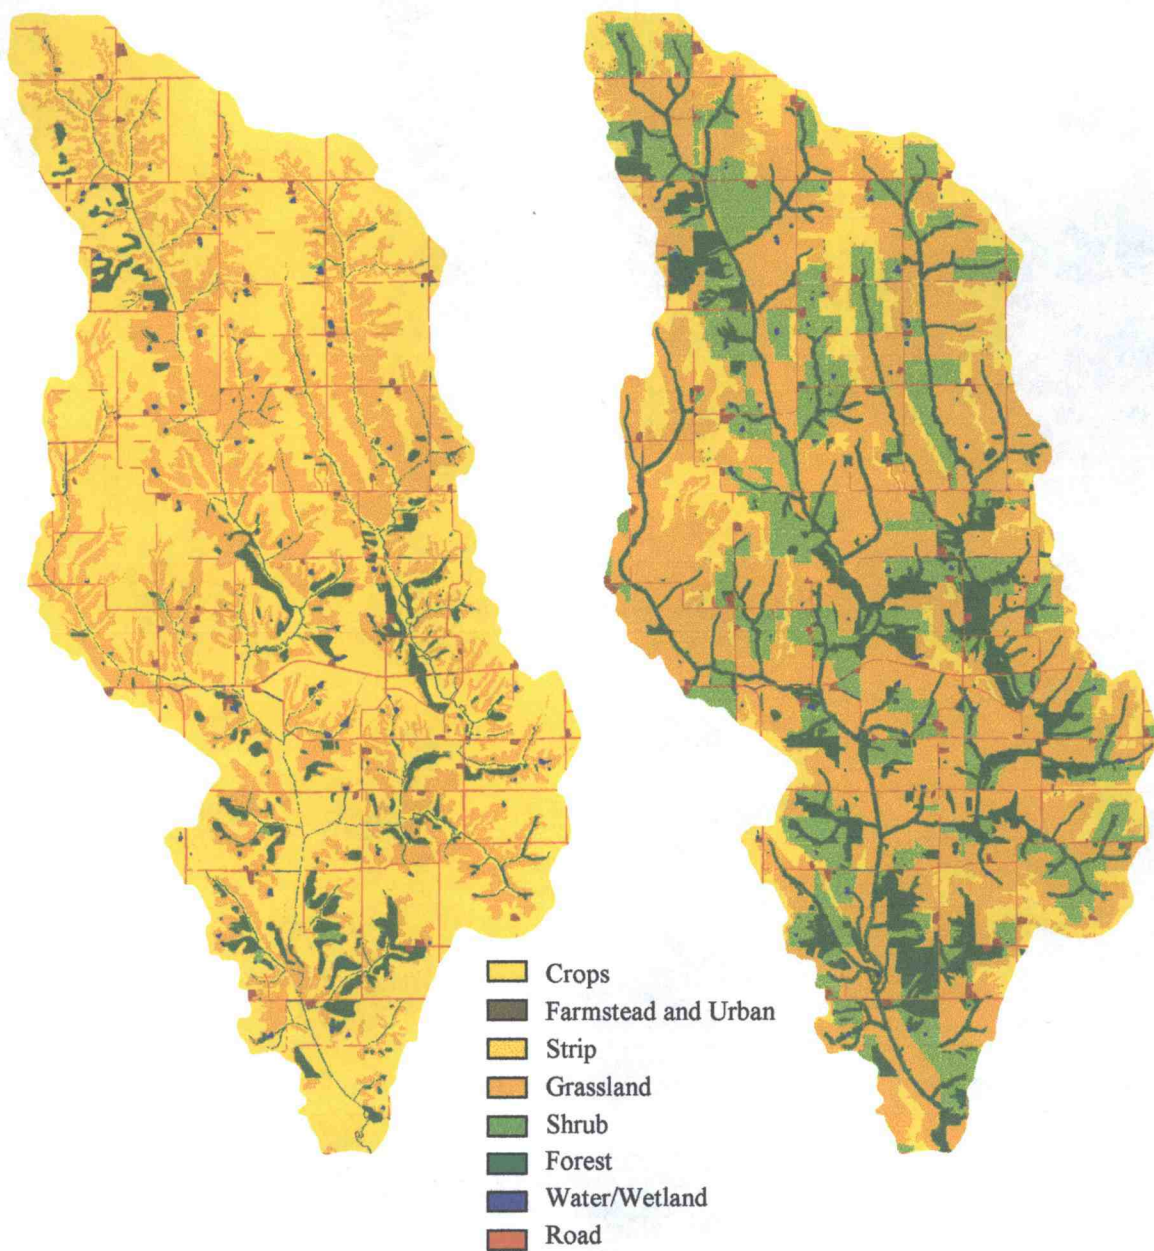 Crops
Farmstead and Urban
Strip
Grassland
Shrub
Forest
Water/Wetland
Road